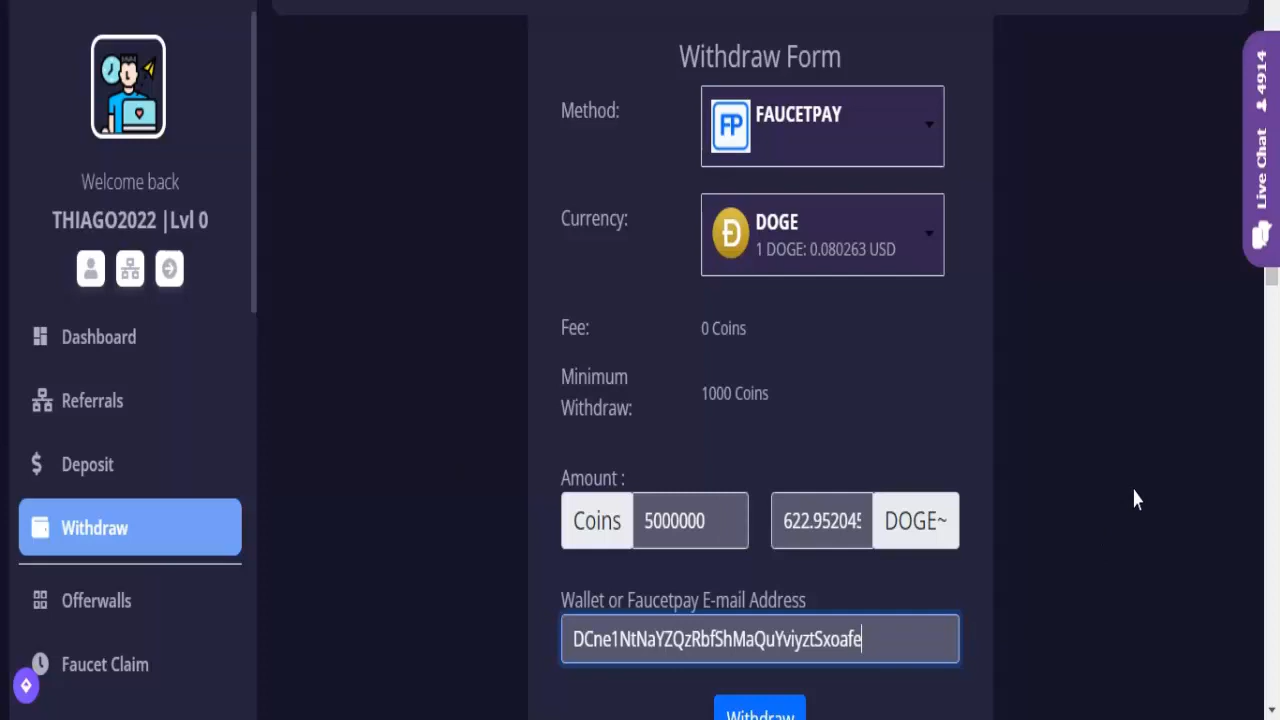 Withdraw Form
Method:
FP
FAUCETPAY
Currency:
DOGE
1 DOGE: 0.080263 USD
Fee:
0 Coins
Minimum
Withdraw:
1000 Coins
Amount :
Coins
5000000
622.952045
DOGE~
Wallet or Faucetpay E-mail Address
DCne1NtNaYZQzRbfShMaQuYviyztSxoafe
Withdraw
Welcome back
THIAGO2022 |Lvl 0
Dashboard
Referrals
Deposit
Withdraw
Offerwalls
Faucet Claim
Live Chat 4914